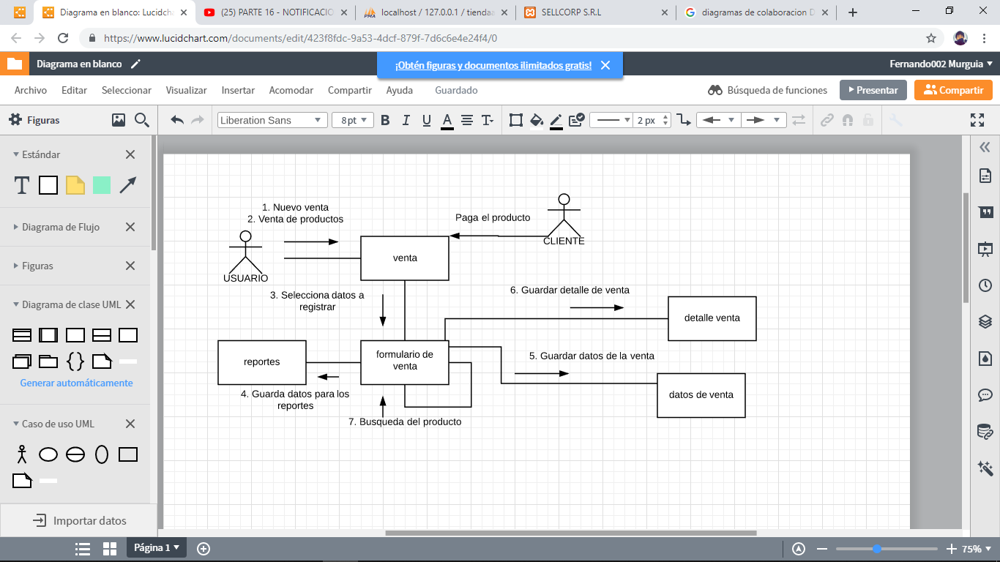 Diagrama en blanco: Lucidcha
(25) PARTE 16 - NOTIFICACIO
localhost / 127.0.0.1 / tiendaa
SELLCORP S.R.L
diagramas de colaboracion D
https://www.lucidchart.com/documents/edit/423f8fdc-9a53-4dcf-879f-7d6c6e4e24f4/0
Diagrama en blanco
¡Obtén figuras y documentos ilimitados gratis!
Fernando002 Murguia
Archivo
Editar
Seleccionar
Visualizar
Insertar
Acomodar
Compartir
Ayuda
Guardado
Búsqueda de funciones
Presentar
Compartir
Figuras
Liberation Sans
8pt
B
I
U
A
T
2 px
Estándar
T
Diagrama de Flujo
Figuras
Diagrama de clase UML
Generar automáticamente
Caso de uso UML
Importar datos
1. Nuevo venta
2. Venta de productos
USUARIO
venta
Paga el producto
CLIENTE
3. Selecciona datos a
registrar
6. Guardar detalle de venta
detalle venta
reportes
formulario de
venta
5. Guardar datos de la venta
datos de venta
4. Guarda datos para los
reportes
7. Busqueda del producto
Página 1
75%